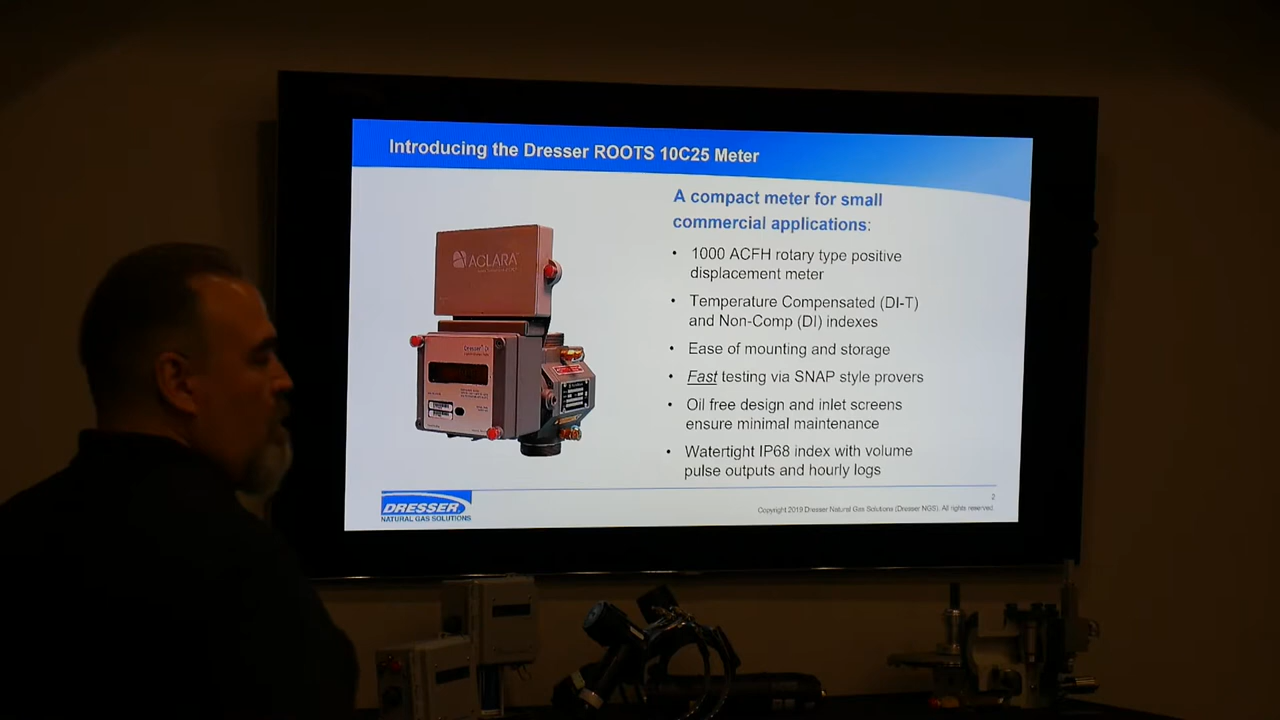 Introducing the Dresser ROOTS 10C25 Meter
A compact meter for small
commercial applications:
• 1000 ACFH rotary type positive
displacement meter
• Temperature Compensated (DI-T)
and Non-Comp (DI) indexes
• Ease of mounting and storage
• Fast testing via SNAP style provers
• Oil free design and inlet screens
ensure minimal maintenance
• Watertight IP68 index with volume
pulse outputs and hourly logs
ACLARA
Dresser
DRESSER
NATURAL GAS SOLUTIONS
2
Copyright 2019 Dresser Natural Gas Solutions (Dresser NGS). All rights reserved.